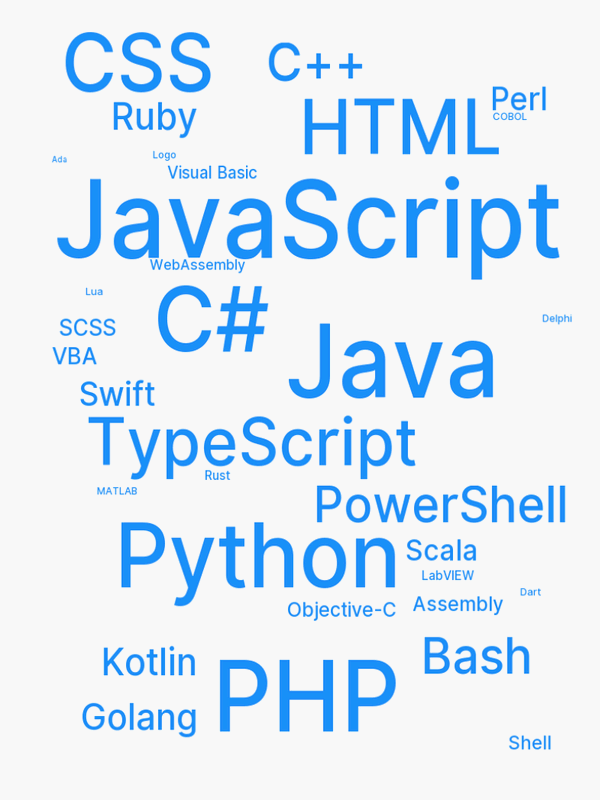 CSS
C++
Perl
HTML
COBOL
Ruby
Ada
Logo
Visual Basic
JavaScript
WebAssembly
Lua
C#
Delphi
SCSS
VBA
Java
Swift
TypeScript
Rust
MATLAB
PowerShell
Python
Scala
LabVIEW
Dart
Objective-C
Assembly
Kotlin
Bash
PHP
Golang
Shell